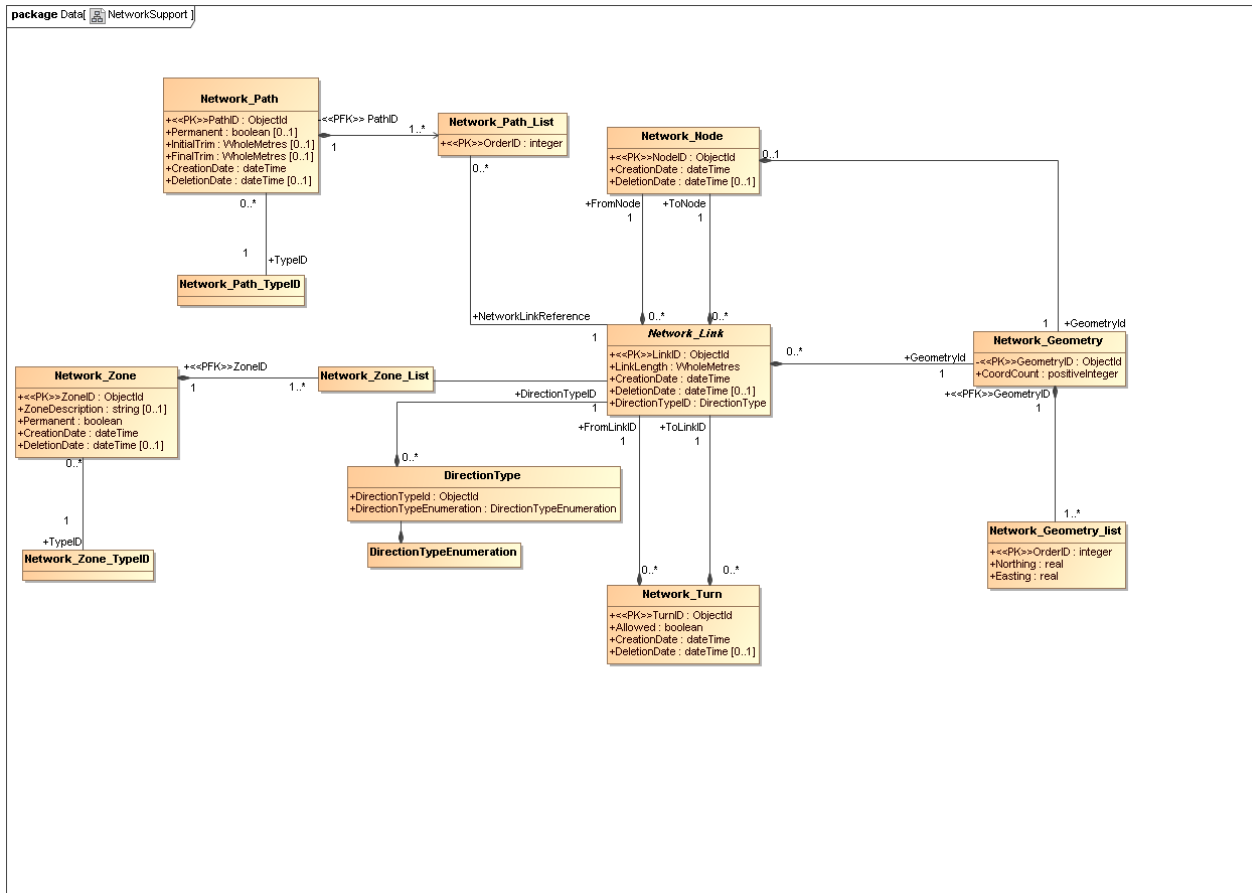 package Data[ NetworkSupport ]
Network_Path
+<<PK>>PathID : ObjectId
+Permanent : boolean [0..1]
+InitialTrim : WholeMetres [0..1]
+FinalTrim : WholeMetres [0..1]
+CreationDate : dateTime
+DeletionDate : dateTime [0..1]
-<<PFK>> PathID
1
1..*
Network_Path_List
+<<PK>>OrderID : integer
0..*
0..*
1
+TypeID
Network_Path_TypeID
+NetworkLinkReference
1
Network_Node
+<<PK>>NodeID : ObjectId
+CreationDate : dateTime
+DeletionDate : dateTime [0..1]
0..1
+FromNode
1
+ToNode
1
0..*
0..*
Network_Link
+<<PK>>LinkID : ObjectId
+LinkLength : WholeMetres
+CreationDate : dateTime
+DeletionDate : dateTime [0..1]
+DirectionTypeID : DirectionType
0..*
+GeometryId
1
1
+GeometryId
Network_Geometry
-<<PK>>GeometryID : ObjectId
+CoordCount : positiveInteger
+<<PFK>>GeometryID
1
1..*
Network_Geometry_list
+<<PK>>OrderID : integer
+Northing : real
+Easting : real
Network_Zone
+<<PK>>ZoneID : ObjectId
+ZoneDescription : string [0..1]
+Permanent : boolean
+CreationDate : dateTime
+DeletionDate : dateTime [0..1]
+<<PFK>>ZoneID
1
1..*
Network_Zone_List
0..*
1
+TypeID
Network_Zone_TypeID
+DirectionTypeID
1
0..*
DirectionType
+DirectionTypeId : ObjectId
+DirectionTypeEnumeration : DirectionTypeEnumeration
DirectionTypeEnumeration
+FromLinkID
1
+ToLinkID
1
0..*
0..*
Network_Turn
+<<PK>>TurnID : ObjectId
+Allowed : boolean
+CreationDate : dateTime
+DeletionDate : dateTime [0..1]